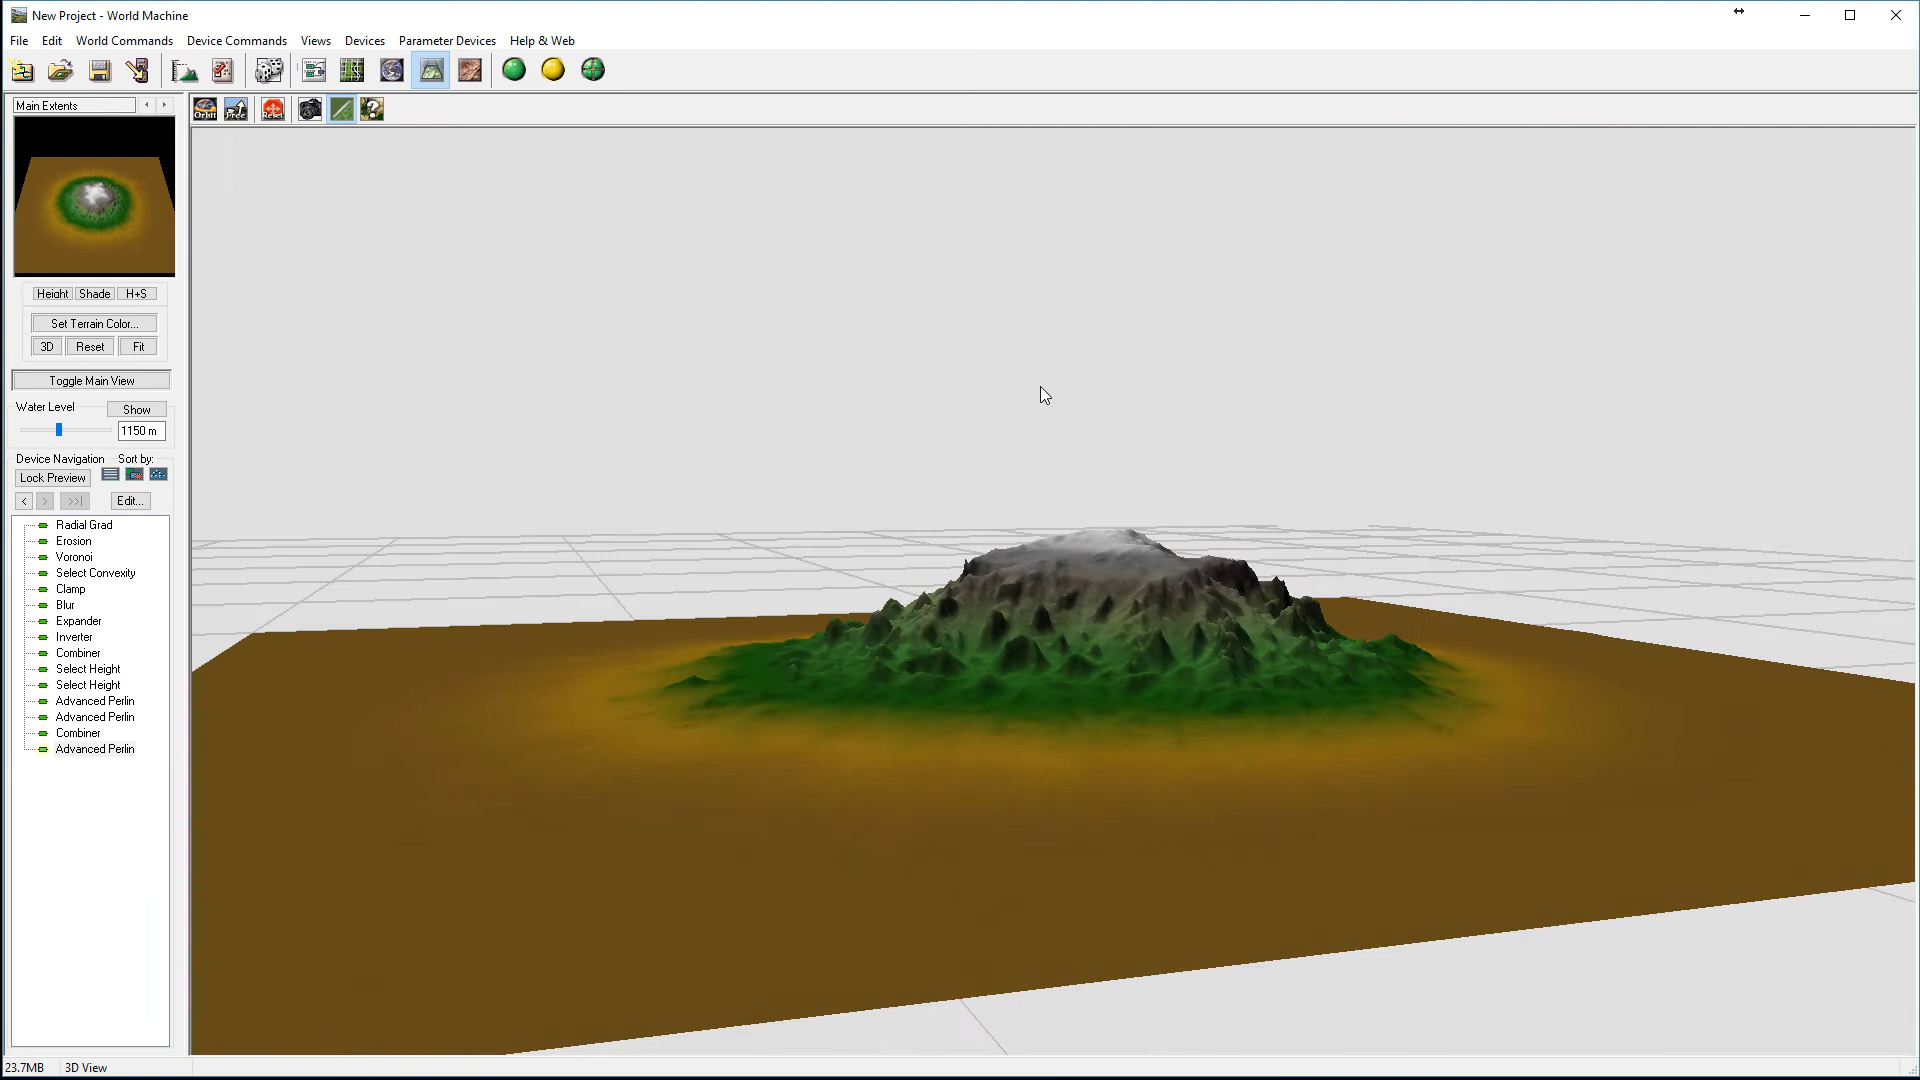 New Project - World Machine
File Edit World Commands Device Commands Views Devices Parameter Devices Help & Web
Main Extents
Orbit Free Reset
Height Shade H+S
Set Terrain Color...
3D Reset Fit
Toggle Main View
Water Level Show
1150 m
Device Navigation Sort by:
Lock Preview
< > >>| Edit...
Radial Grad
Erosion
Voronoi
Select Convexity
Clamp
Blur
Expander
Inverter
Combiner
Select Height
Select Height
Advanced Perlin
Advanced Perlin
Combiner
Advanced Perlin
23.7MB 3D View